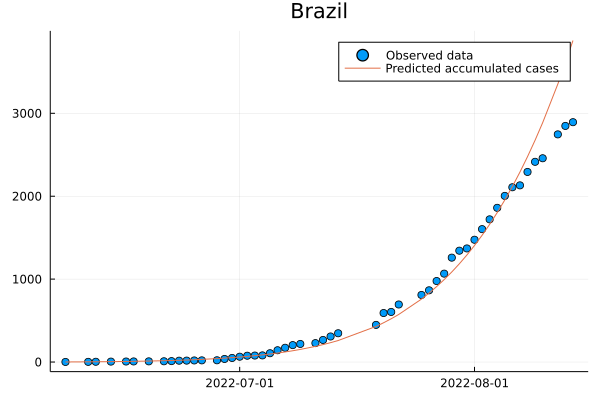 Brazil
Observed data
Predicted accumulated cases
3000
2000
1000
0
2022-07-01
2022-08-01